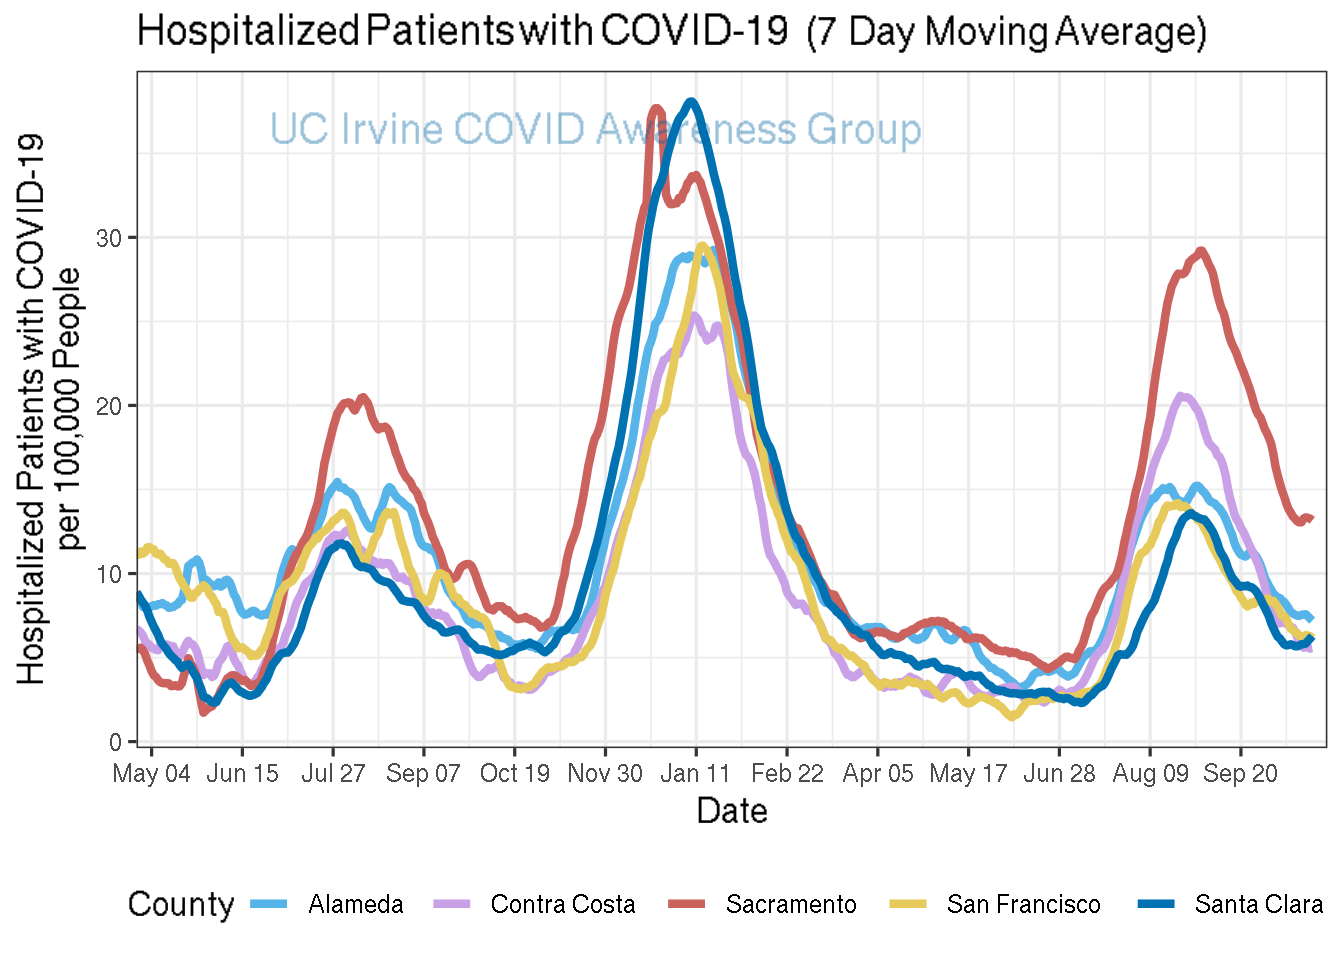 Hospitalized Patients with COVID-19 (7 Day Moving Average)
UC Irvine COVID Awareness Group
Hospitalized Patients with COVID-19
per 100,000 People
30
20
10
0
May 04 Jun 15 Jul 27 Sep 07 Oct 19 Nov 30 Jan 11 Feb 22 Apr 05 May 17 Jun 28 Aug 09 Sep 20
Date
County Alameda Contra Costa Sacramento San Francisco Santa Clara